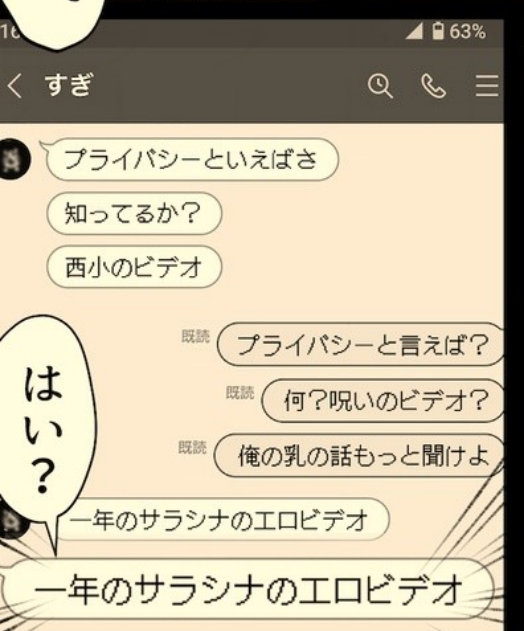 16
63%
すぎ
プライバシーといえばさ
知ってるか？
西小のビデオ
既読
プライバシーと言えば？
既読
何？呪いのビデオ？
既読
俺の乳の話もっと聞けよ
はい？
一年のサラシナのエロビデオ
一年のサラシナのエロビデオ